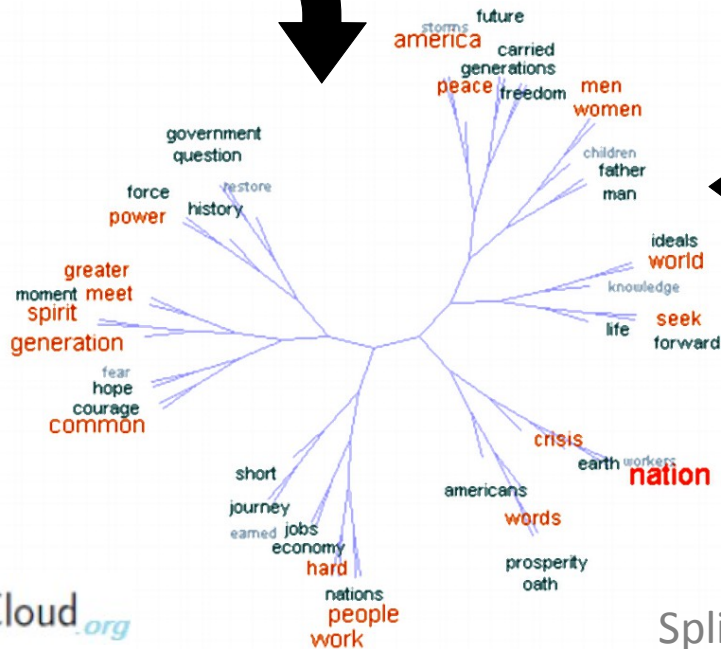 future
storms
america
carried
generations
peace
freedom
men
women
children
father
man
government
question
restore
force
history
power
ideals
world
knowledge
seek
life
forward
greater
moment meet
spirit
generation
fear
hope
courage
common
crisis
earth workers
nation
americans
words
prosperity
oath
short
journey
earned jobs
economy
hard
nations
people
work
Cloud.org
Spli